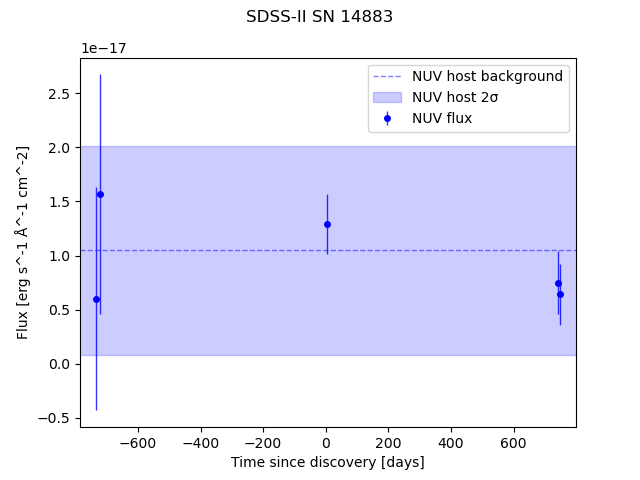 SDSS-II SN 14883
1e−17
NUV host background
NUV host 2σ
NUV flux
2.5
2.0
1.5
1.0
0.5
0.0
−0.5
Flux [erg s^-1 Å^-1 cm^-2]
−600 −400 −200 0 200 400 600
Time since discovery [days]